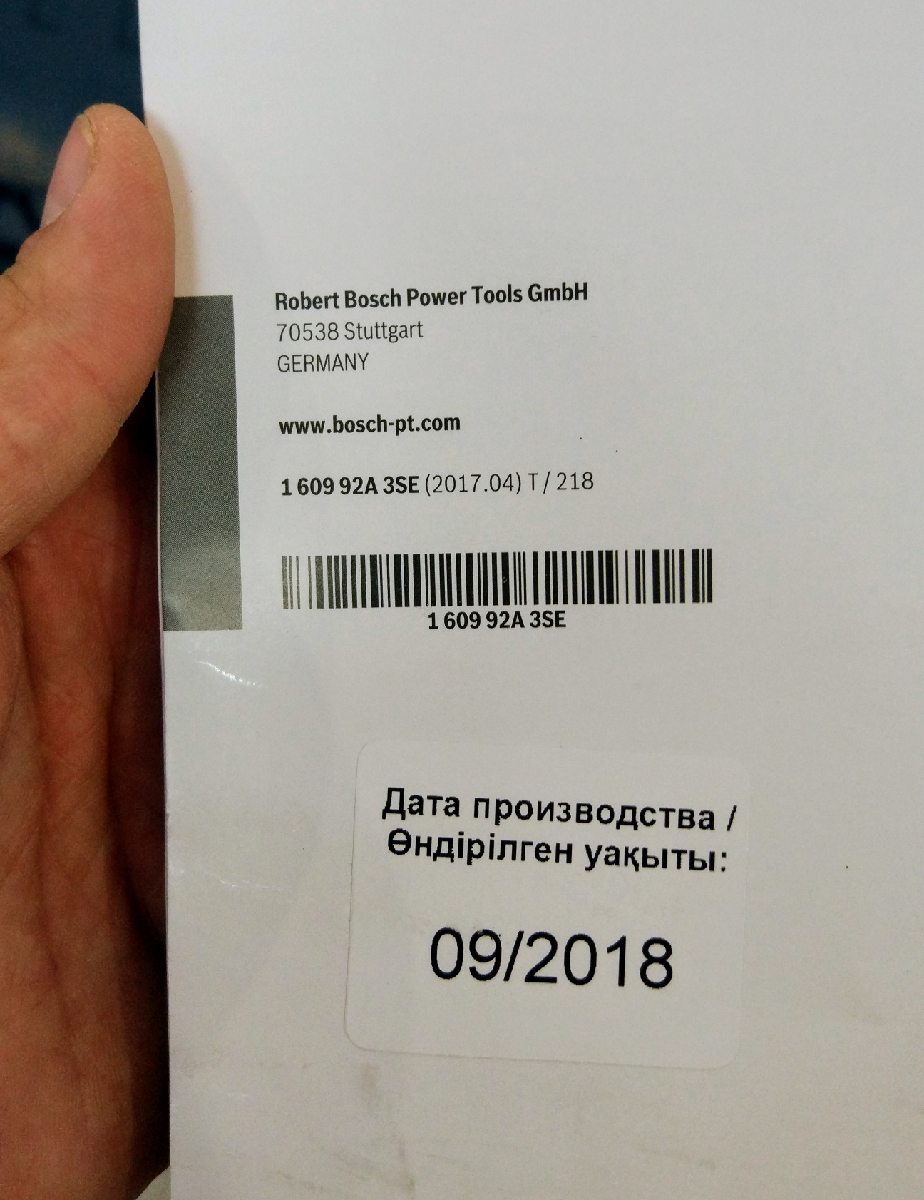 Robert Bosch Power Tools GmbH
70538 Stuttgart
GERMANY
www.bosch-pt.com
1 609 92A 3SE (2017.04) T / 218
1 609 92A 3SE
Дата производства /
Өндірілген уақыты:
09/2018